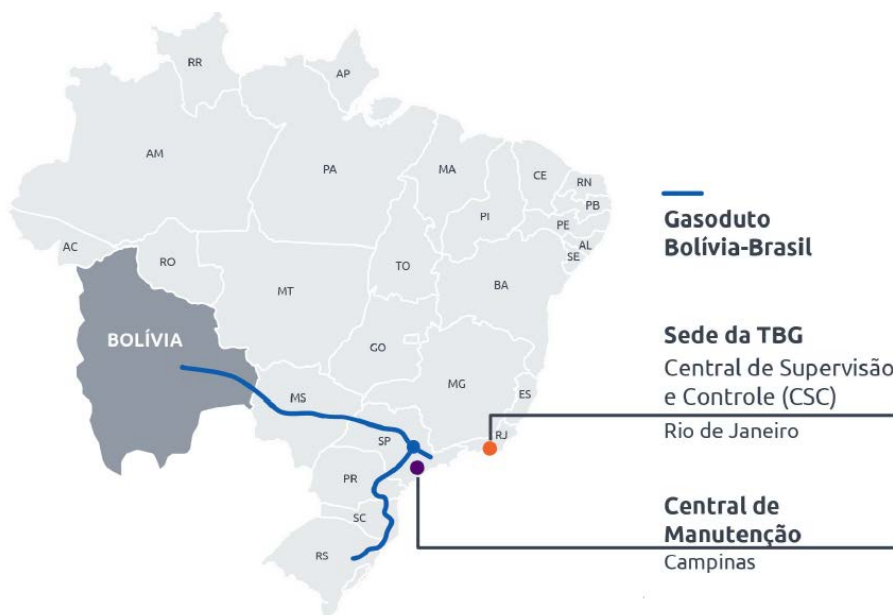 RR
AP
AM
PA
MA
CE
RN
PB
PI
PE
AL
SE
AC
RO
TO
MT
BA
BOLÍVIA
GO
MG
MS
ES
SP
RJ
PR
SC
RS
Gasoduto
Bolívia-Brasil
Sede da TBG
Central de Supervisão
e Controle (CSC)
Rio de Janeiro
Central de
Manutenção
Campinas